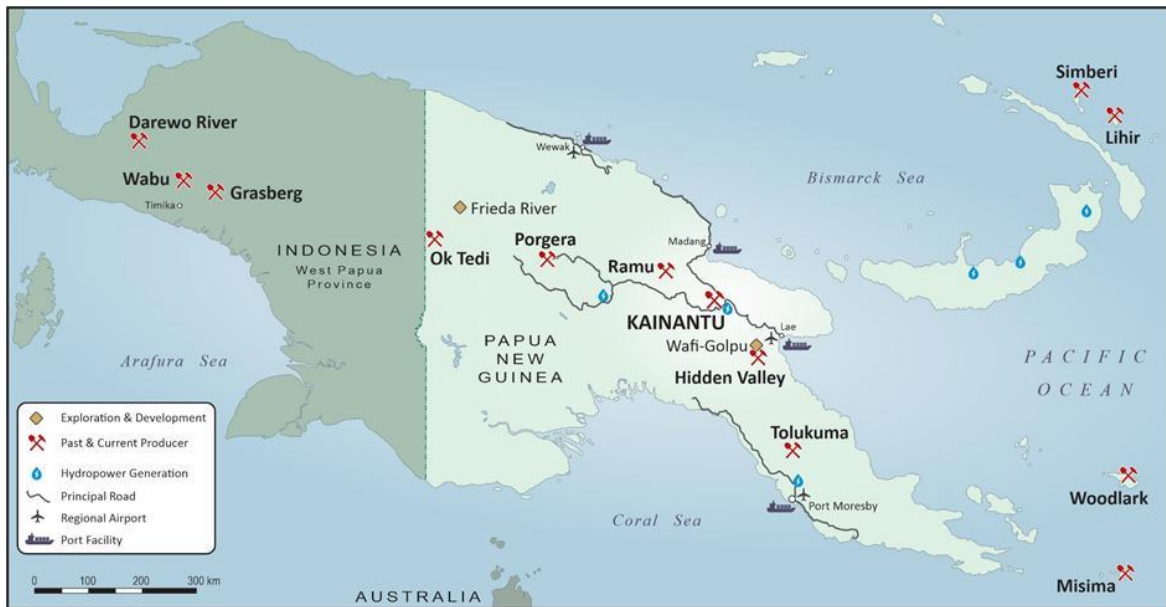 Simberi
Lihir
Darewo River
Wabu
Grasberg
Timika
Wewak
Bismarck Sea
Frieda River
INDONESIA
West Papua
Province
Ok Tedi
Porgera
Madang
Ramu
KAINANTU
Lae
Wafi-Golpu
Hidden Valley
PAPUA
NEW
GUINEA
Arafura Sea
PACIFIC
OCEAN
Tolukuma
Port Moresby
Coral Sea
Woodlark
Misima
AUSTRALIA
Exploration & Development
Past & Current Producer
Hydropower Generation
Principal Road
Regional Airport
Port Facility
0 100 200 300 km